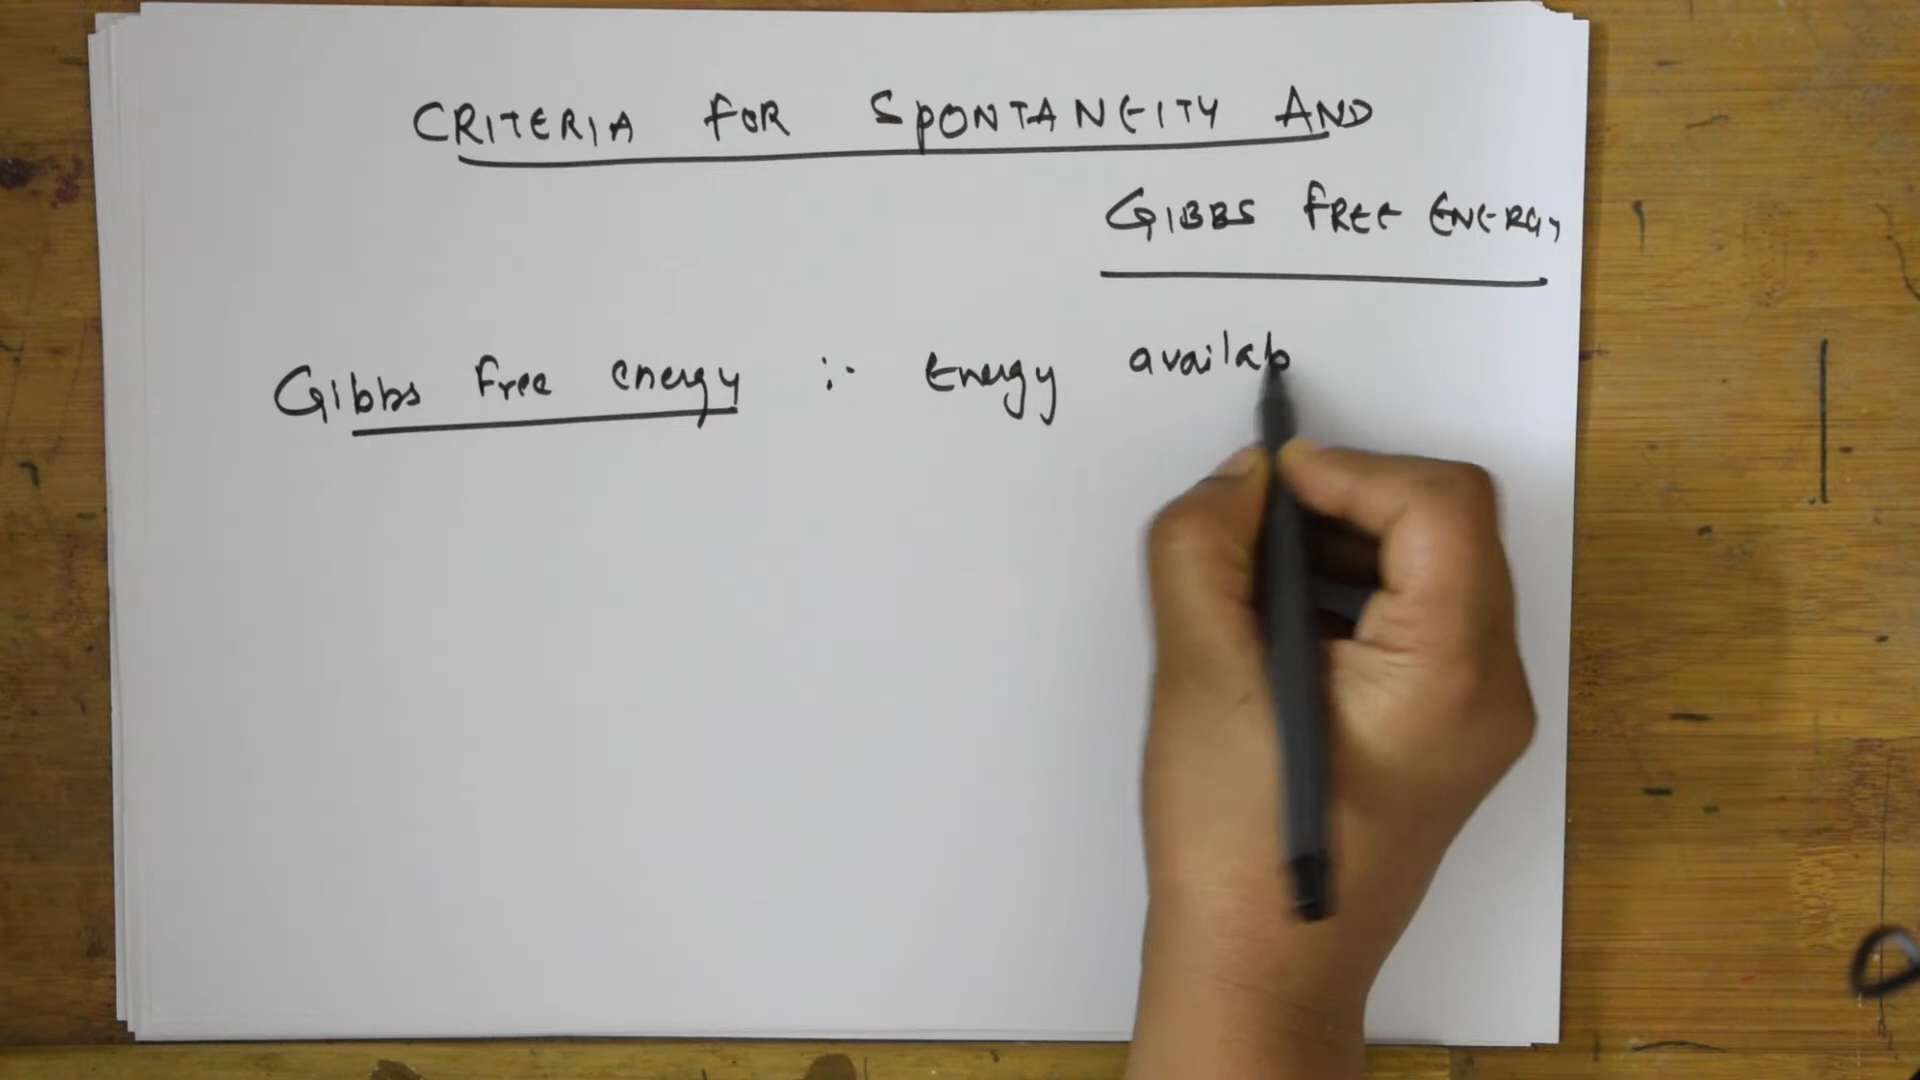 CRITERIA FOR SPONTANEITY AND
GIBBS FREE ENERGY
Gibbs free energy :- Energy availab